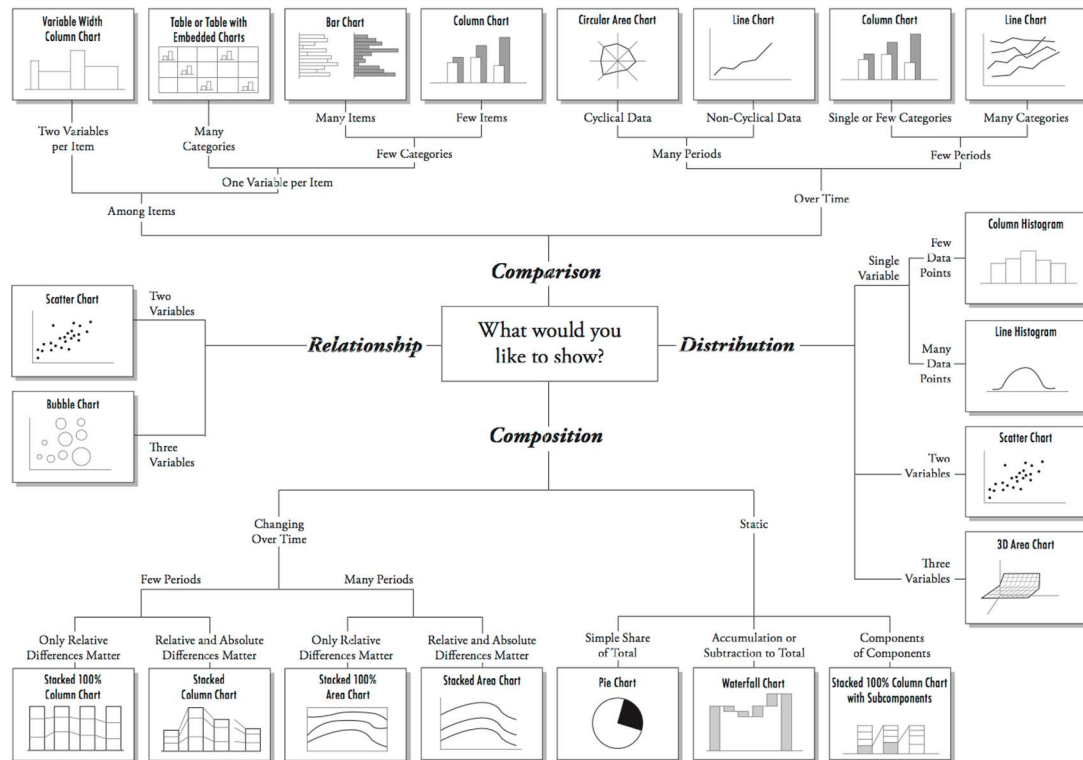 Variable Width
Column Chart
Table or Table with
Embedded Charts
Bar Chart
Column Chart
Circular Area Chart
Line Chart
Column Chart
Line Chart
Two Variables
per Item
Many
Categories
Many Items
Few Items
Cyclical Data
Non-Cyclical Data
Single or Few Categories
Many Categories
Few Categories
Many Periods
Few Periods
One Variable per Item
Among Items
Over Time
Comparison
What would you
like to show?
Relationship
Two
Variables
Scatter Chart
Bubble Chart
Three
Variables
Distribution
Single
Variable
Few
Data
Points
Column Histogram
Many
Data
Points
Line Histogram
Two
Variables
Scatter Chart
Three
Variables
3D Area Chart
Composition
Changing
Over Time
Static
Few Periods
Many Periods
Only Relative
Differences Matter
Relative and Absolute
Differences Matter
Only Relative
Differences Matter
Relative and Absolute
Differences Matter
Simple Share
of Total
Accumulation or
Subtraction to Total
Components
of Components
Stacked 100%
Column Chart
Stacked
Column Chart
Stacked 100%
Area Chart
Stacked Area Chart
Pie Chart
Waterfall Chart
Stacked 100% Column Chart
with Subcomponents